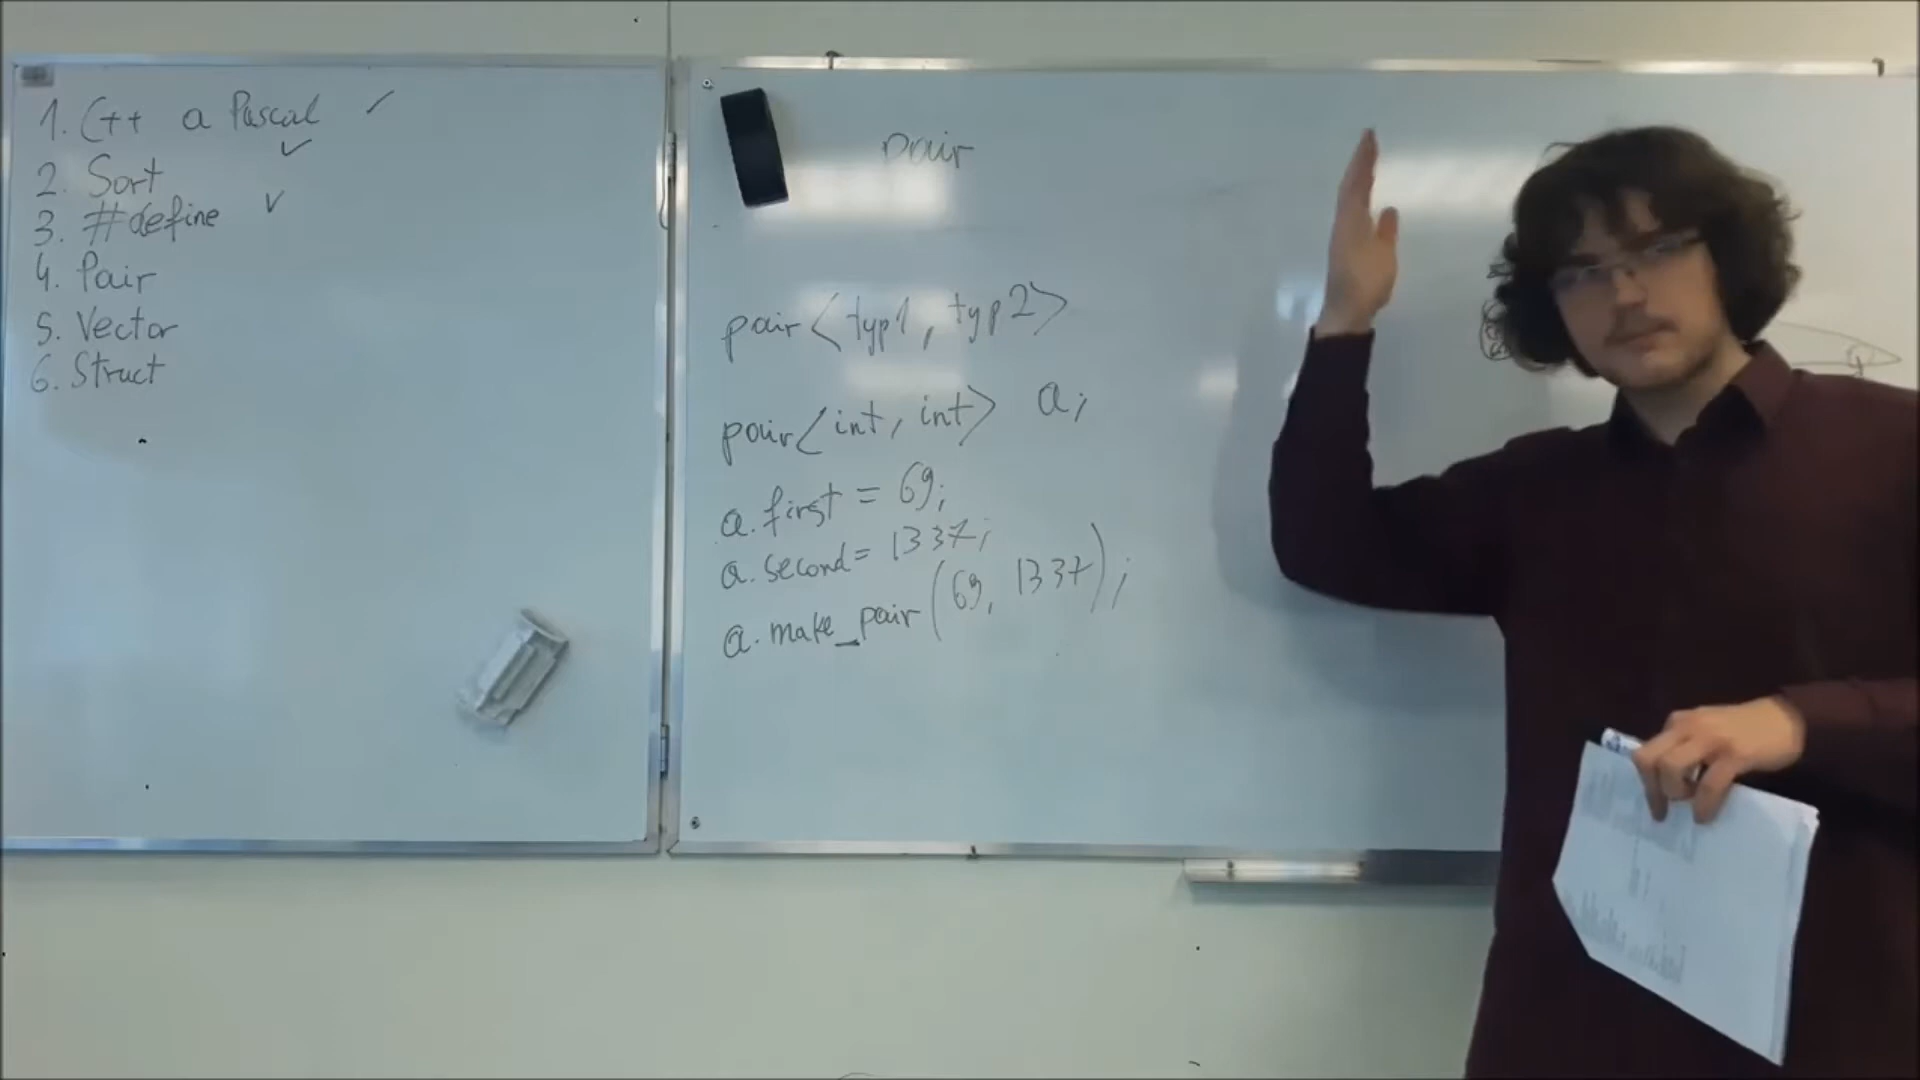 1. C++ a Pascal ✓
2. Sort ✓
3. #define ✓
4. Pair
5. Vector
6. Struct
pair
pair<typ1, typ2>
pair<int, int> a;
a.first = 69;
a.second = 1337;
a.make_pair(69, 1337);